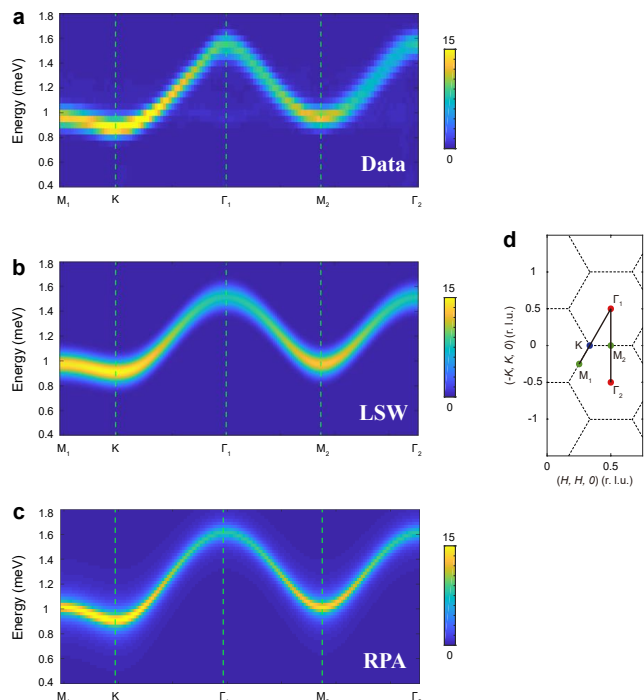 a
Energy (meV)
1.8
1.6
1.4
1.2
1
0.8
0.6
0.4
M₁
K
Γ₁
M₂
Γ₂
Data
15
0
b
Energy (meV)
1.8
1.6
1.4
1.2
1
0.8
0.6
0.4
M₁
K
Γ₁
M₂
Γ₂
LSW
15
0
c
Energy (meV)
1.8
1.6
1.4
1.2
1
0.8
0.6
0.4
K
RPA
15
0
d
(-K, K, 0) (r. l.u.)
1
0.5
0
-0.5
-1
Γ₁
K
M₂
M₁
Γ₂
0
0.5
(H, H, 0) (r. l.u.)